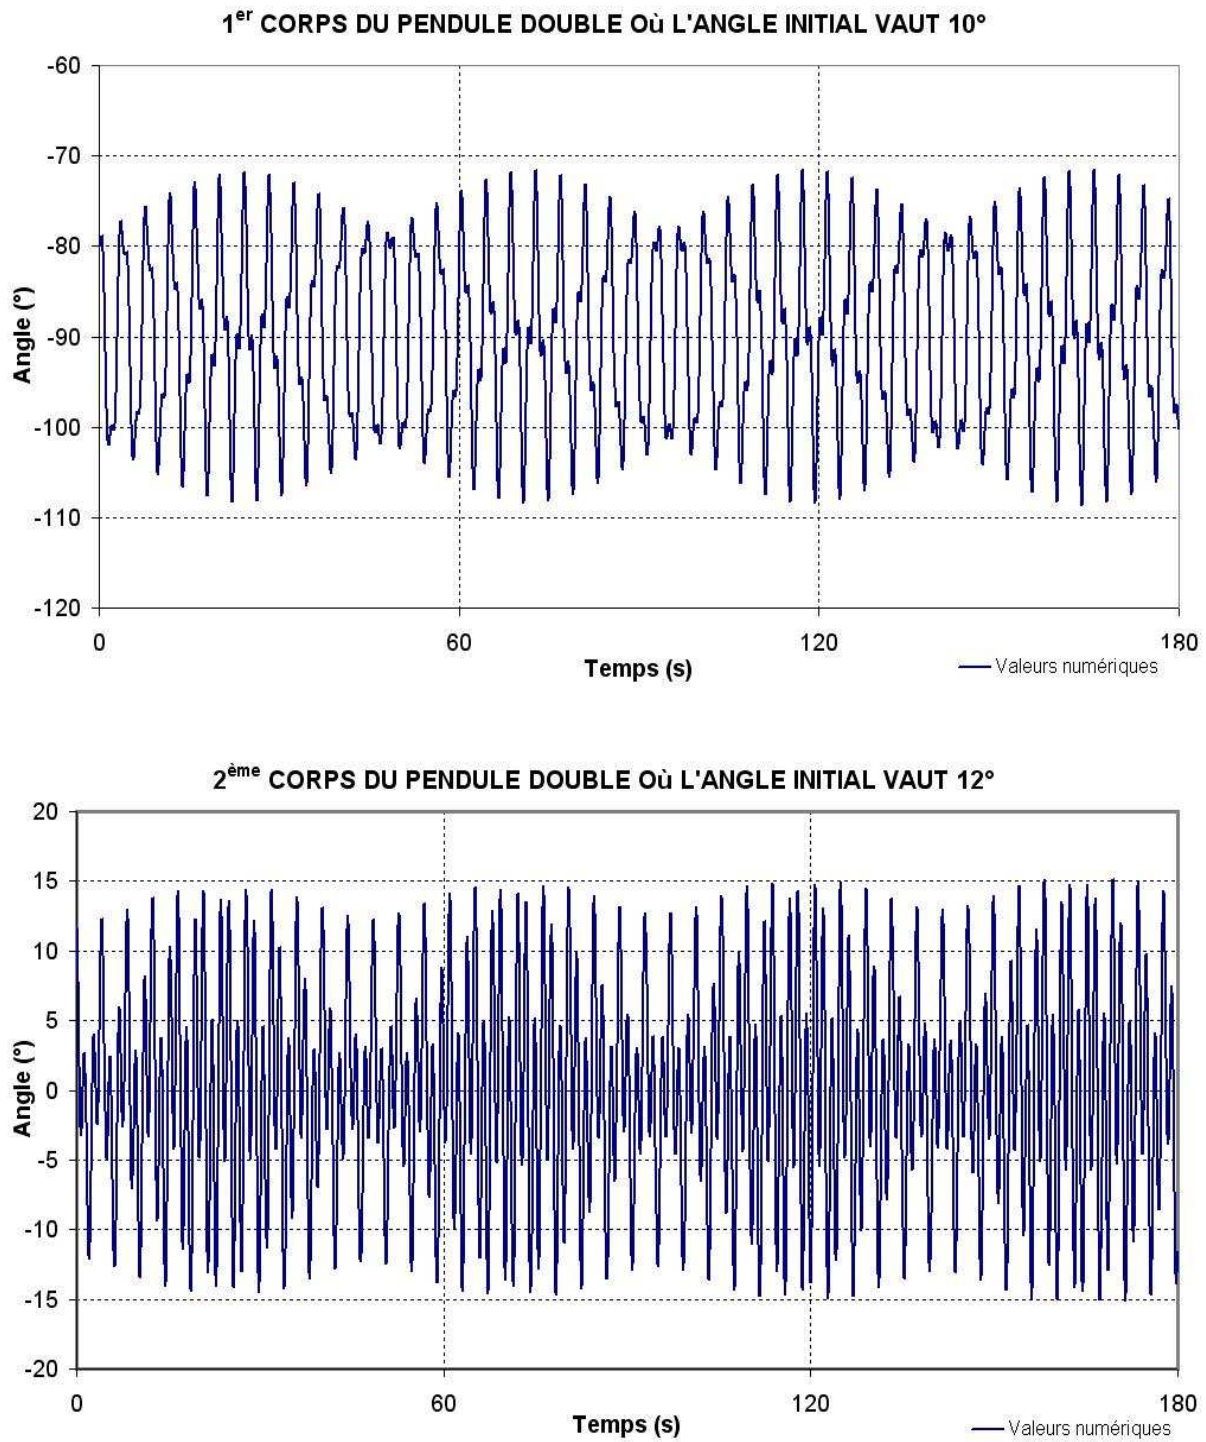 1er CORPS DU PENDULE DOUBLE Où L'ANGLE INITIAL VAUT 10°
-60
-70
-80
-90
-100
-110
-120
Angle (°)
0 60 120 180
Temps (s)
Valeurs numériques
2ème CORPS DU PENDULE DOUBLE Où L'ANGLE INITIAL VAUT 12°
20
15
10
5
0
-5
-10
-15
-20
Angle (°)
0 60 120 180
Temps (s)
Valeurs numériques